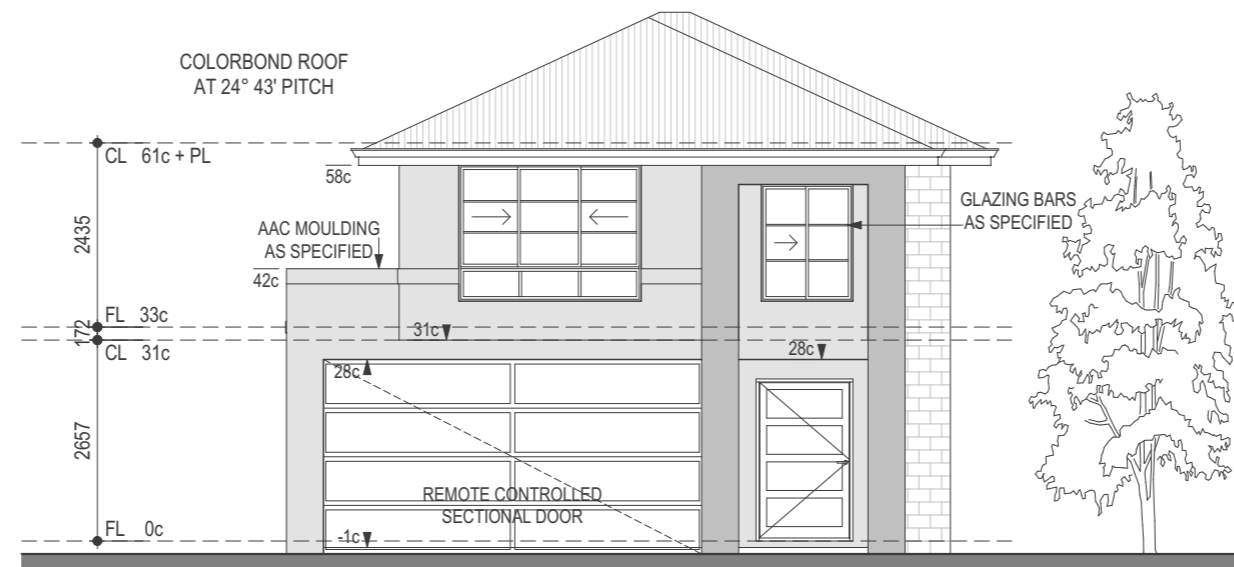 COLORBOND ROOF
AT 24° 43' PITCH
CL 61c + PL
58c
2435
AAC MOULDING
AS SPECIFIED
GLAZING BARS
AS SPECIFIED
42c
FL 33c
31c
172
CL 31c
28c
28c
2657
REMOTE CONTROLLED
SECTIONAL DOOR
FL 0c
-1c